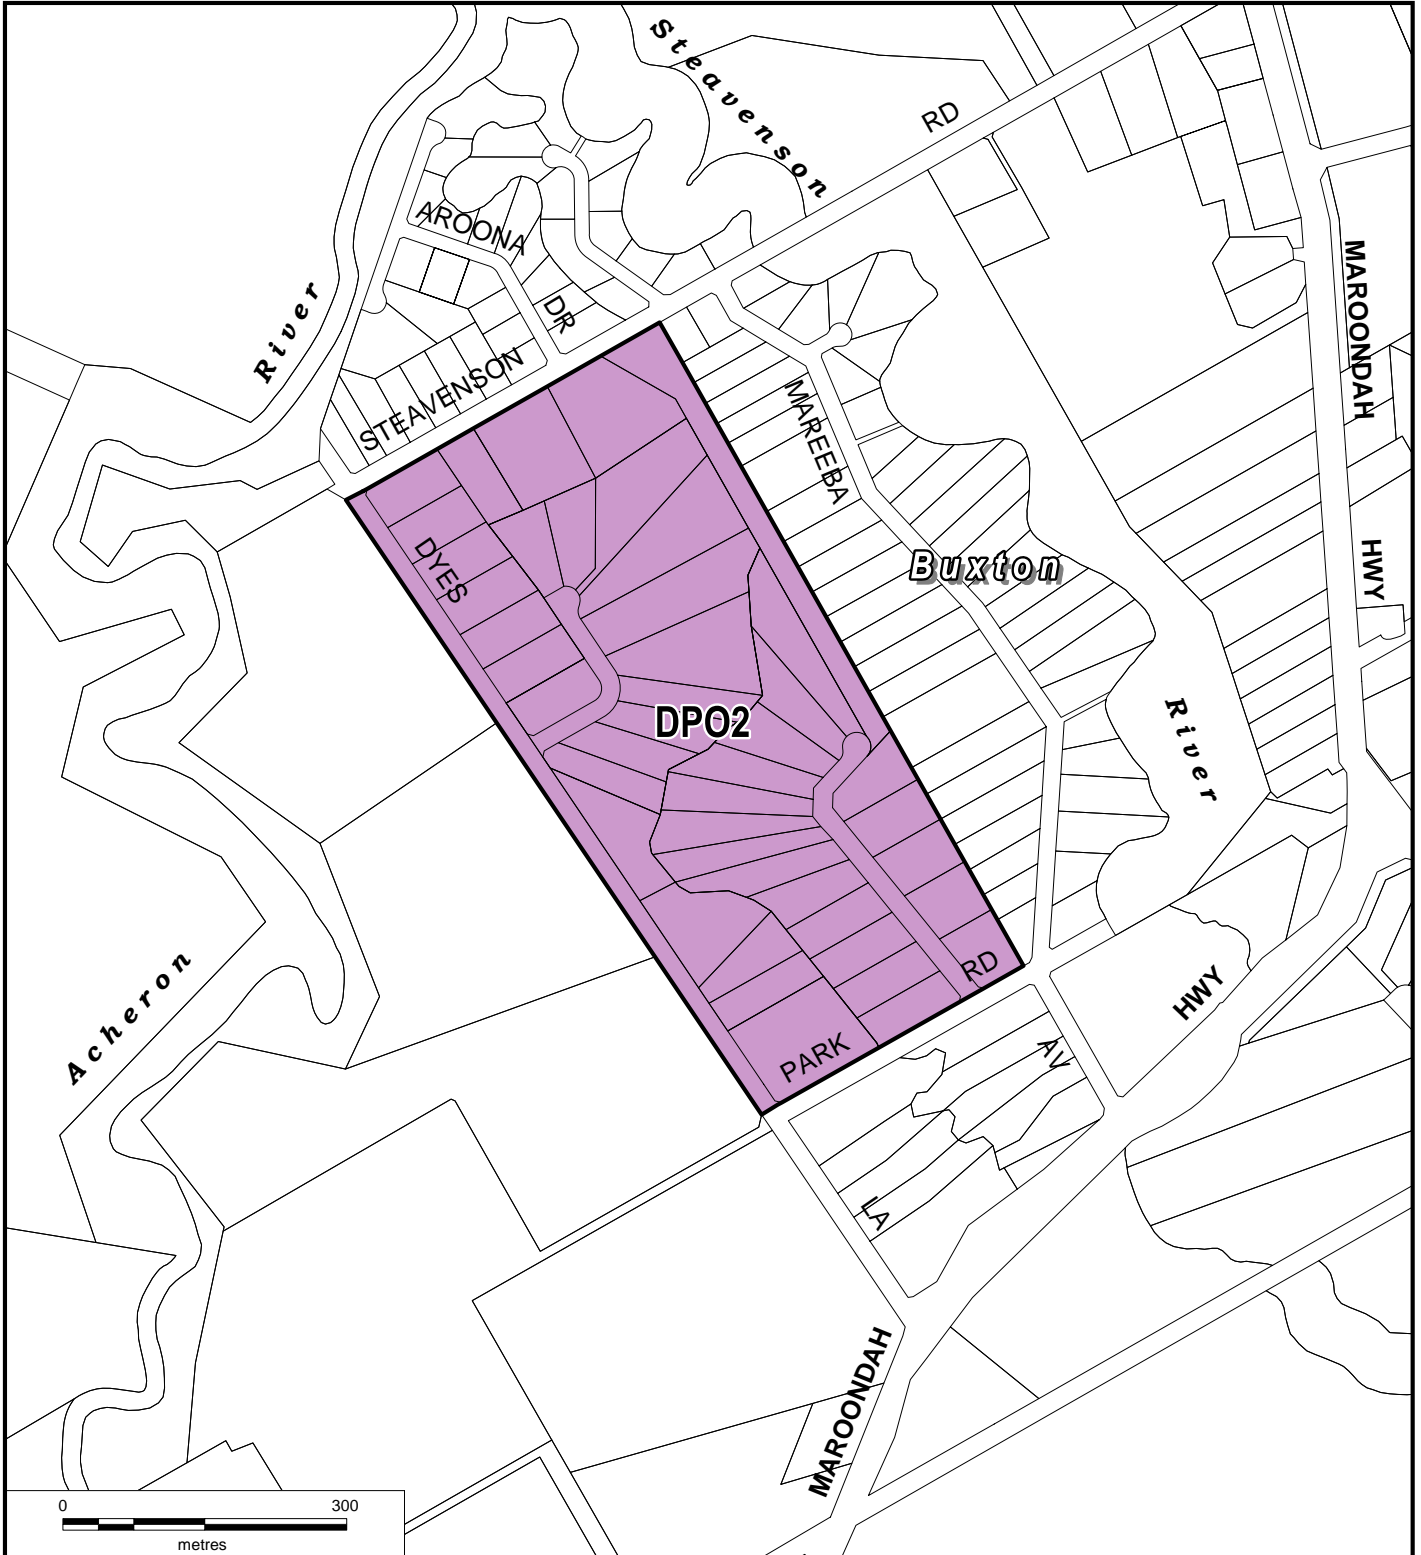 Steavenson
RD
AROONA
DR
River
STEAVENSON
MAROONDAH
HWY
MAREEBA
Buxton
DYES
River
DPO2
Acheron
RD
HWY
PARK
AV
LA
MAROONDAH
0 300
metres